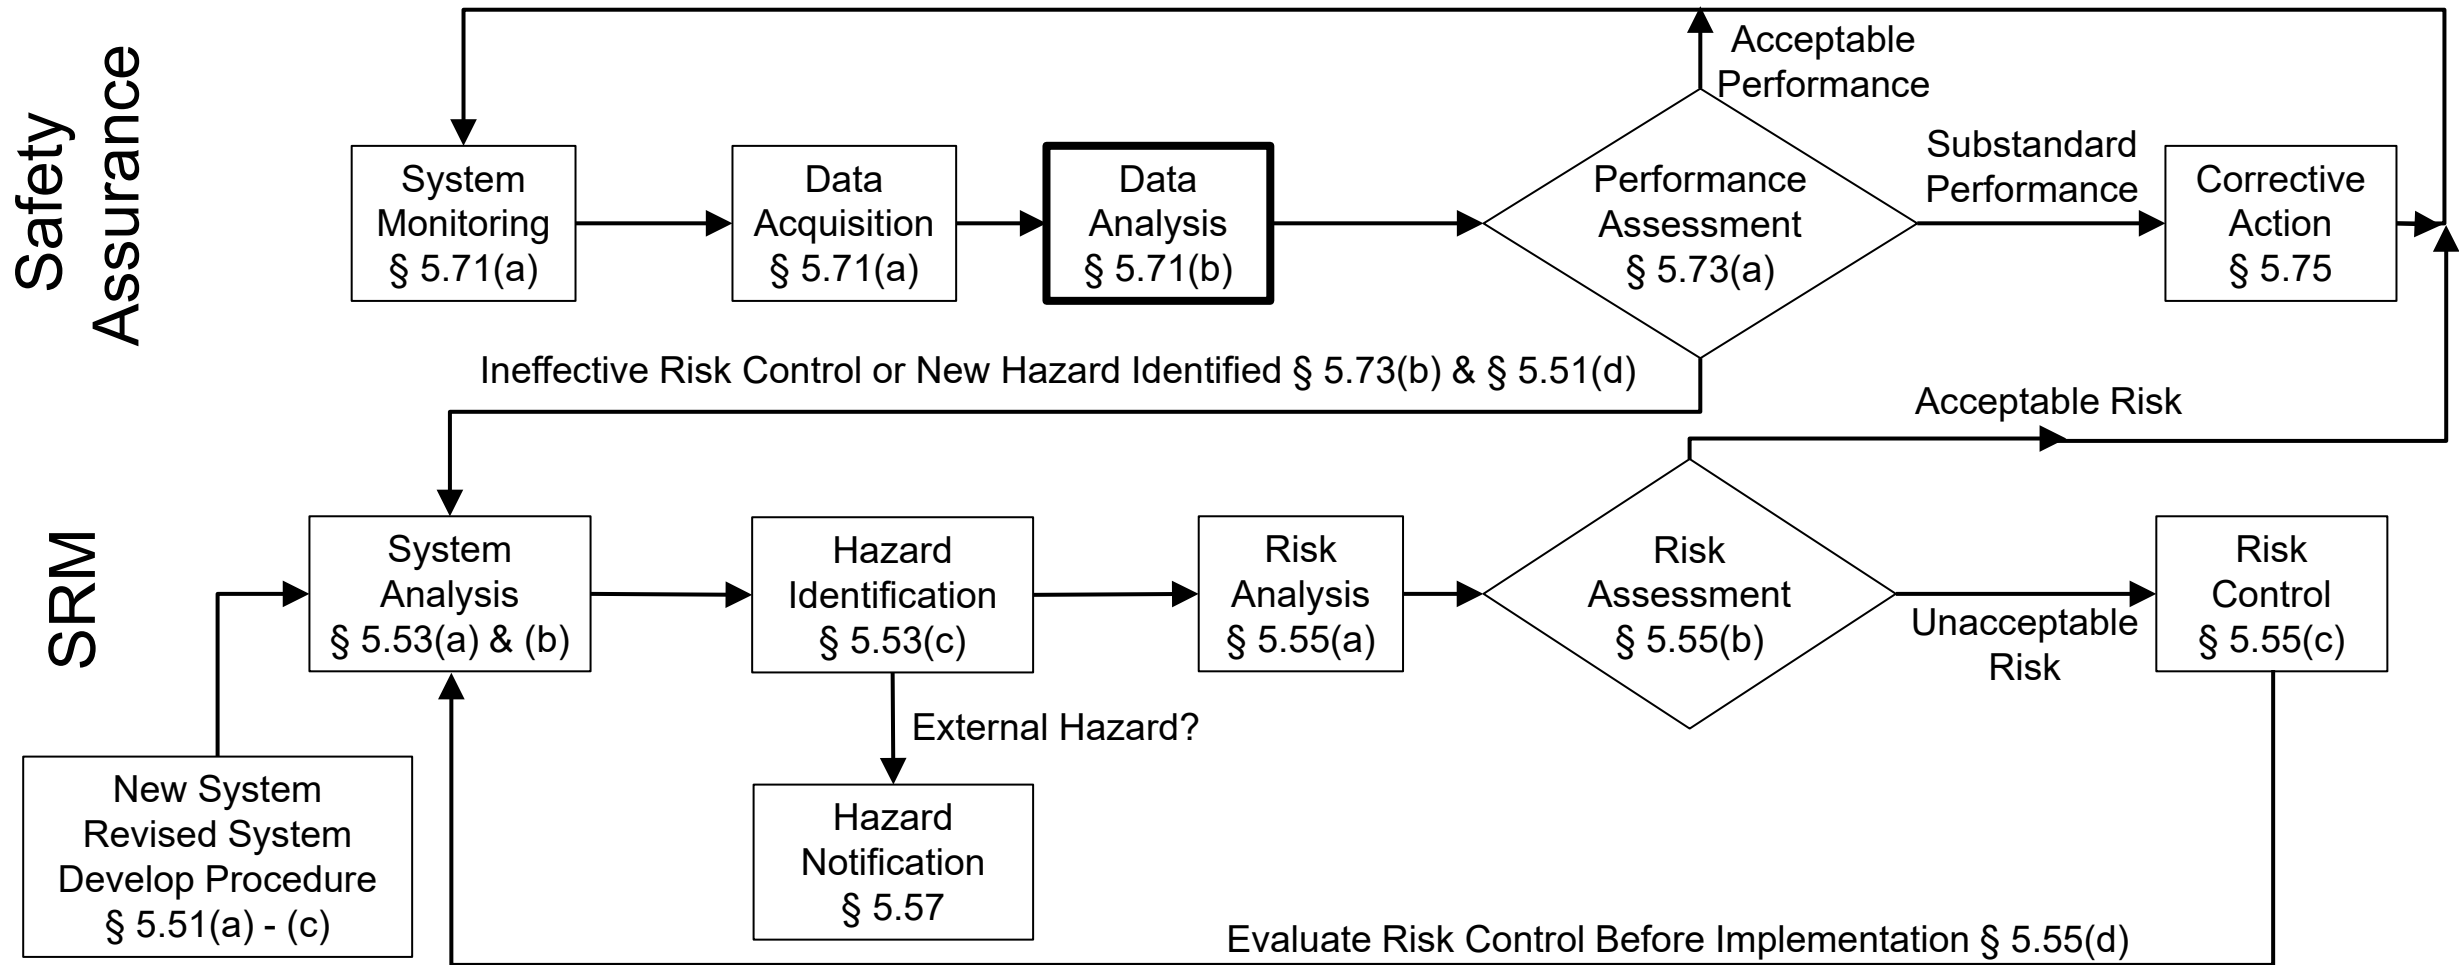 Safety
Assurance
Acceptable
Performance
System
Monitoring
§ 5.71(a)
Data
Acquisition
§ 5.71(a)
Data
Analysis
§ 5.71(b)
Performance
Assessment
§ 5.73(a)
Substandard
Performance
Corrective
Action
§ 5.75
Ineffective Risk Control or New Hazard Identified § 5.73(b) & § 5.51(d)
Acceptable Risk
SRM
System
Analysis
§ 5.53(a) & (b)
Hazard
Identification
§ 5.53(c)
Risk
Analysis
§ 5.55(a)
Risk
Assessment
§ 5.55(b)
Unacceptable
Risk
Risk
Control
§ 5.55(c)
External Hazard?
New System
Revised System
Develop Procedure
§ 5.51(a) - (c)
Hazard
Notification
§ 5.57
Evaluate Risk Control Before Implementation § 5.55(d)